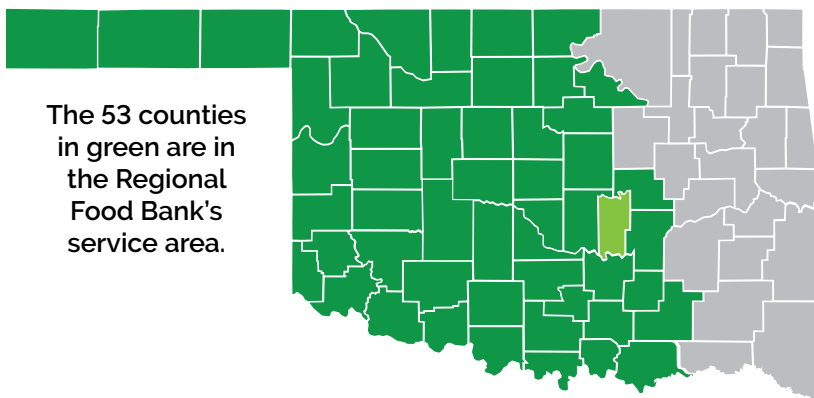 The 53 counties
in green are in
the Regional
Food Bank's
service area.